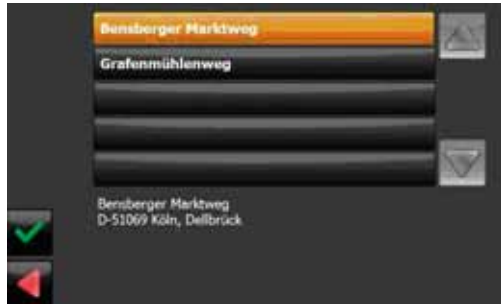 Bensberger Marktweg
Grafenmühlenweg
Bensberger Marktweg
D-51069 Köln, Dellbrück